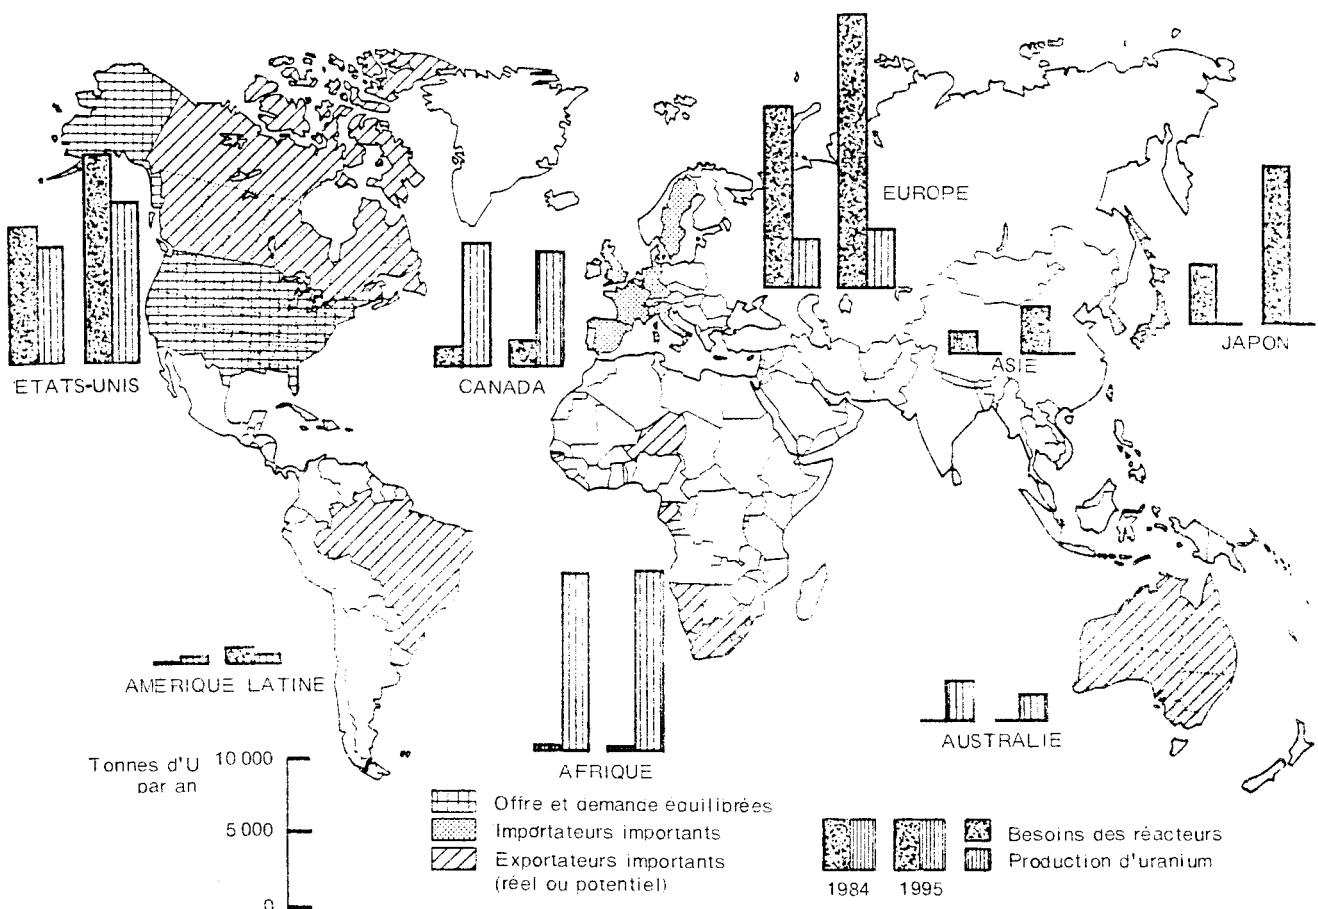 EUROPE
JAPON
ASIE
ETATS-UNIS
CANADA
AMERIQUE LATINE
AUSTRALIE
AFRIQUE
Tonnes d'U
par an
10 000
5 000
0
Offre et demande équilibrées
Importateurs importants
Exportateurs importants
(réel ou potentiel)
Besoins des réacteurs
Production d'uranium
1984 1995